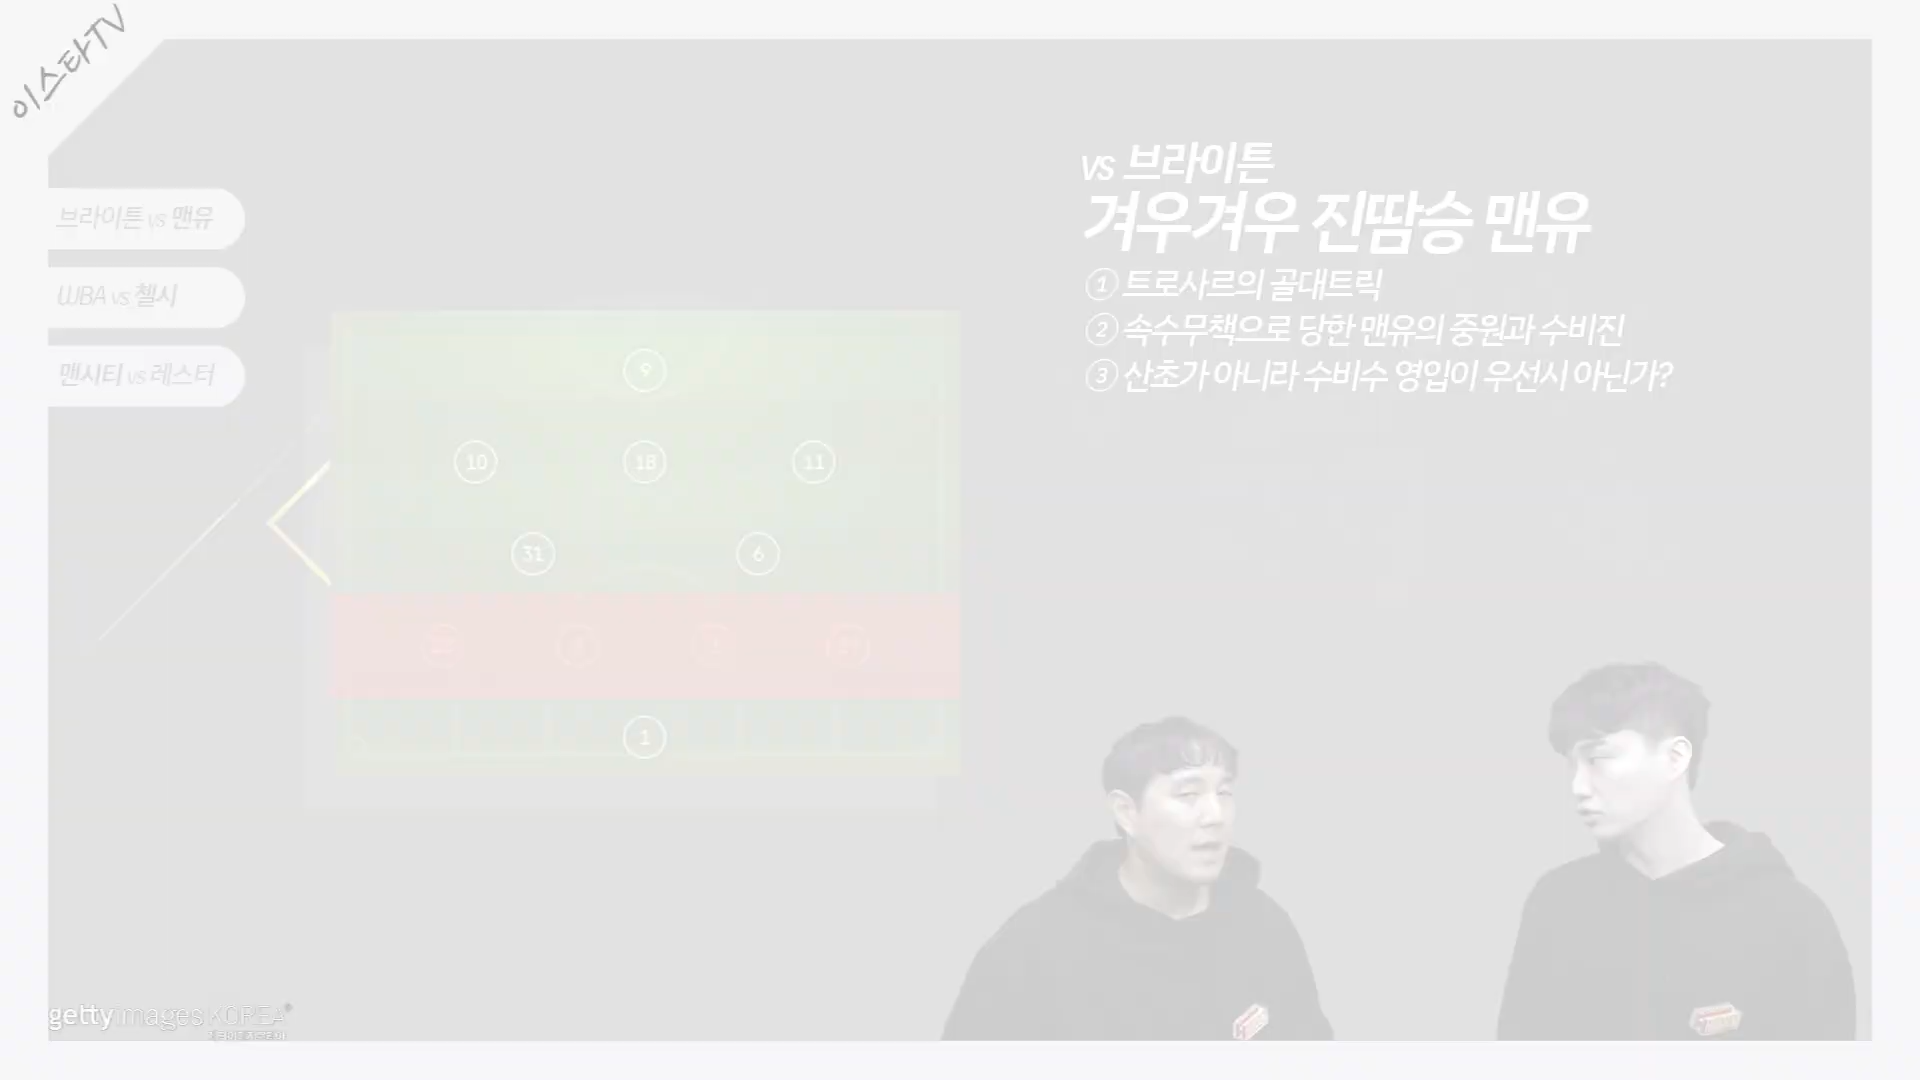 이스타TV
브라이튼 vs 맨유
WBA vs 첼시
맨시티 vs 레스터
vs 브라이튼
겨우겨우 진땀승 맨유
① 트로사르의 골대트릭
② 속수무책으로 당한 맨유의 중원과 수비진
③ 산초가 아니라 수비수 영입이 우선시 아닌가?
9
10 18 11
31 6
1
gettyimages KOREA